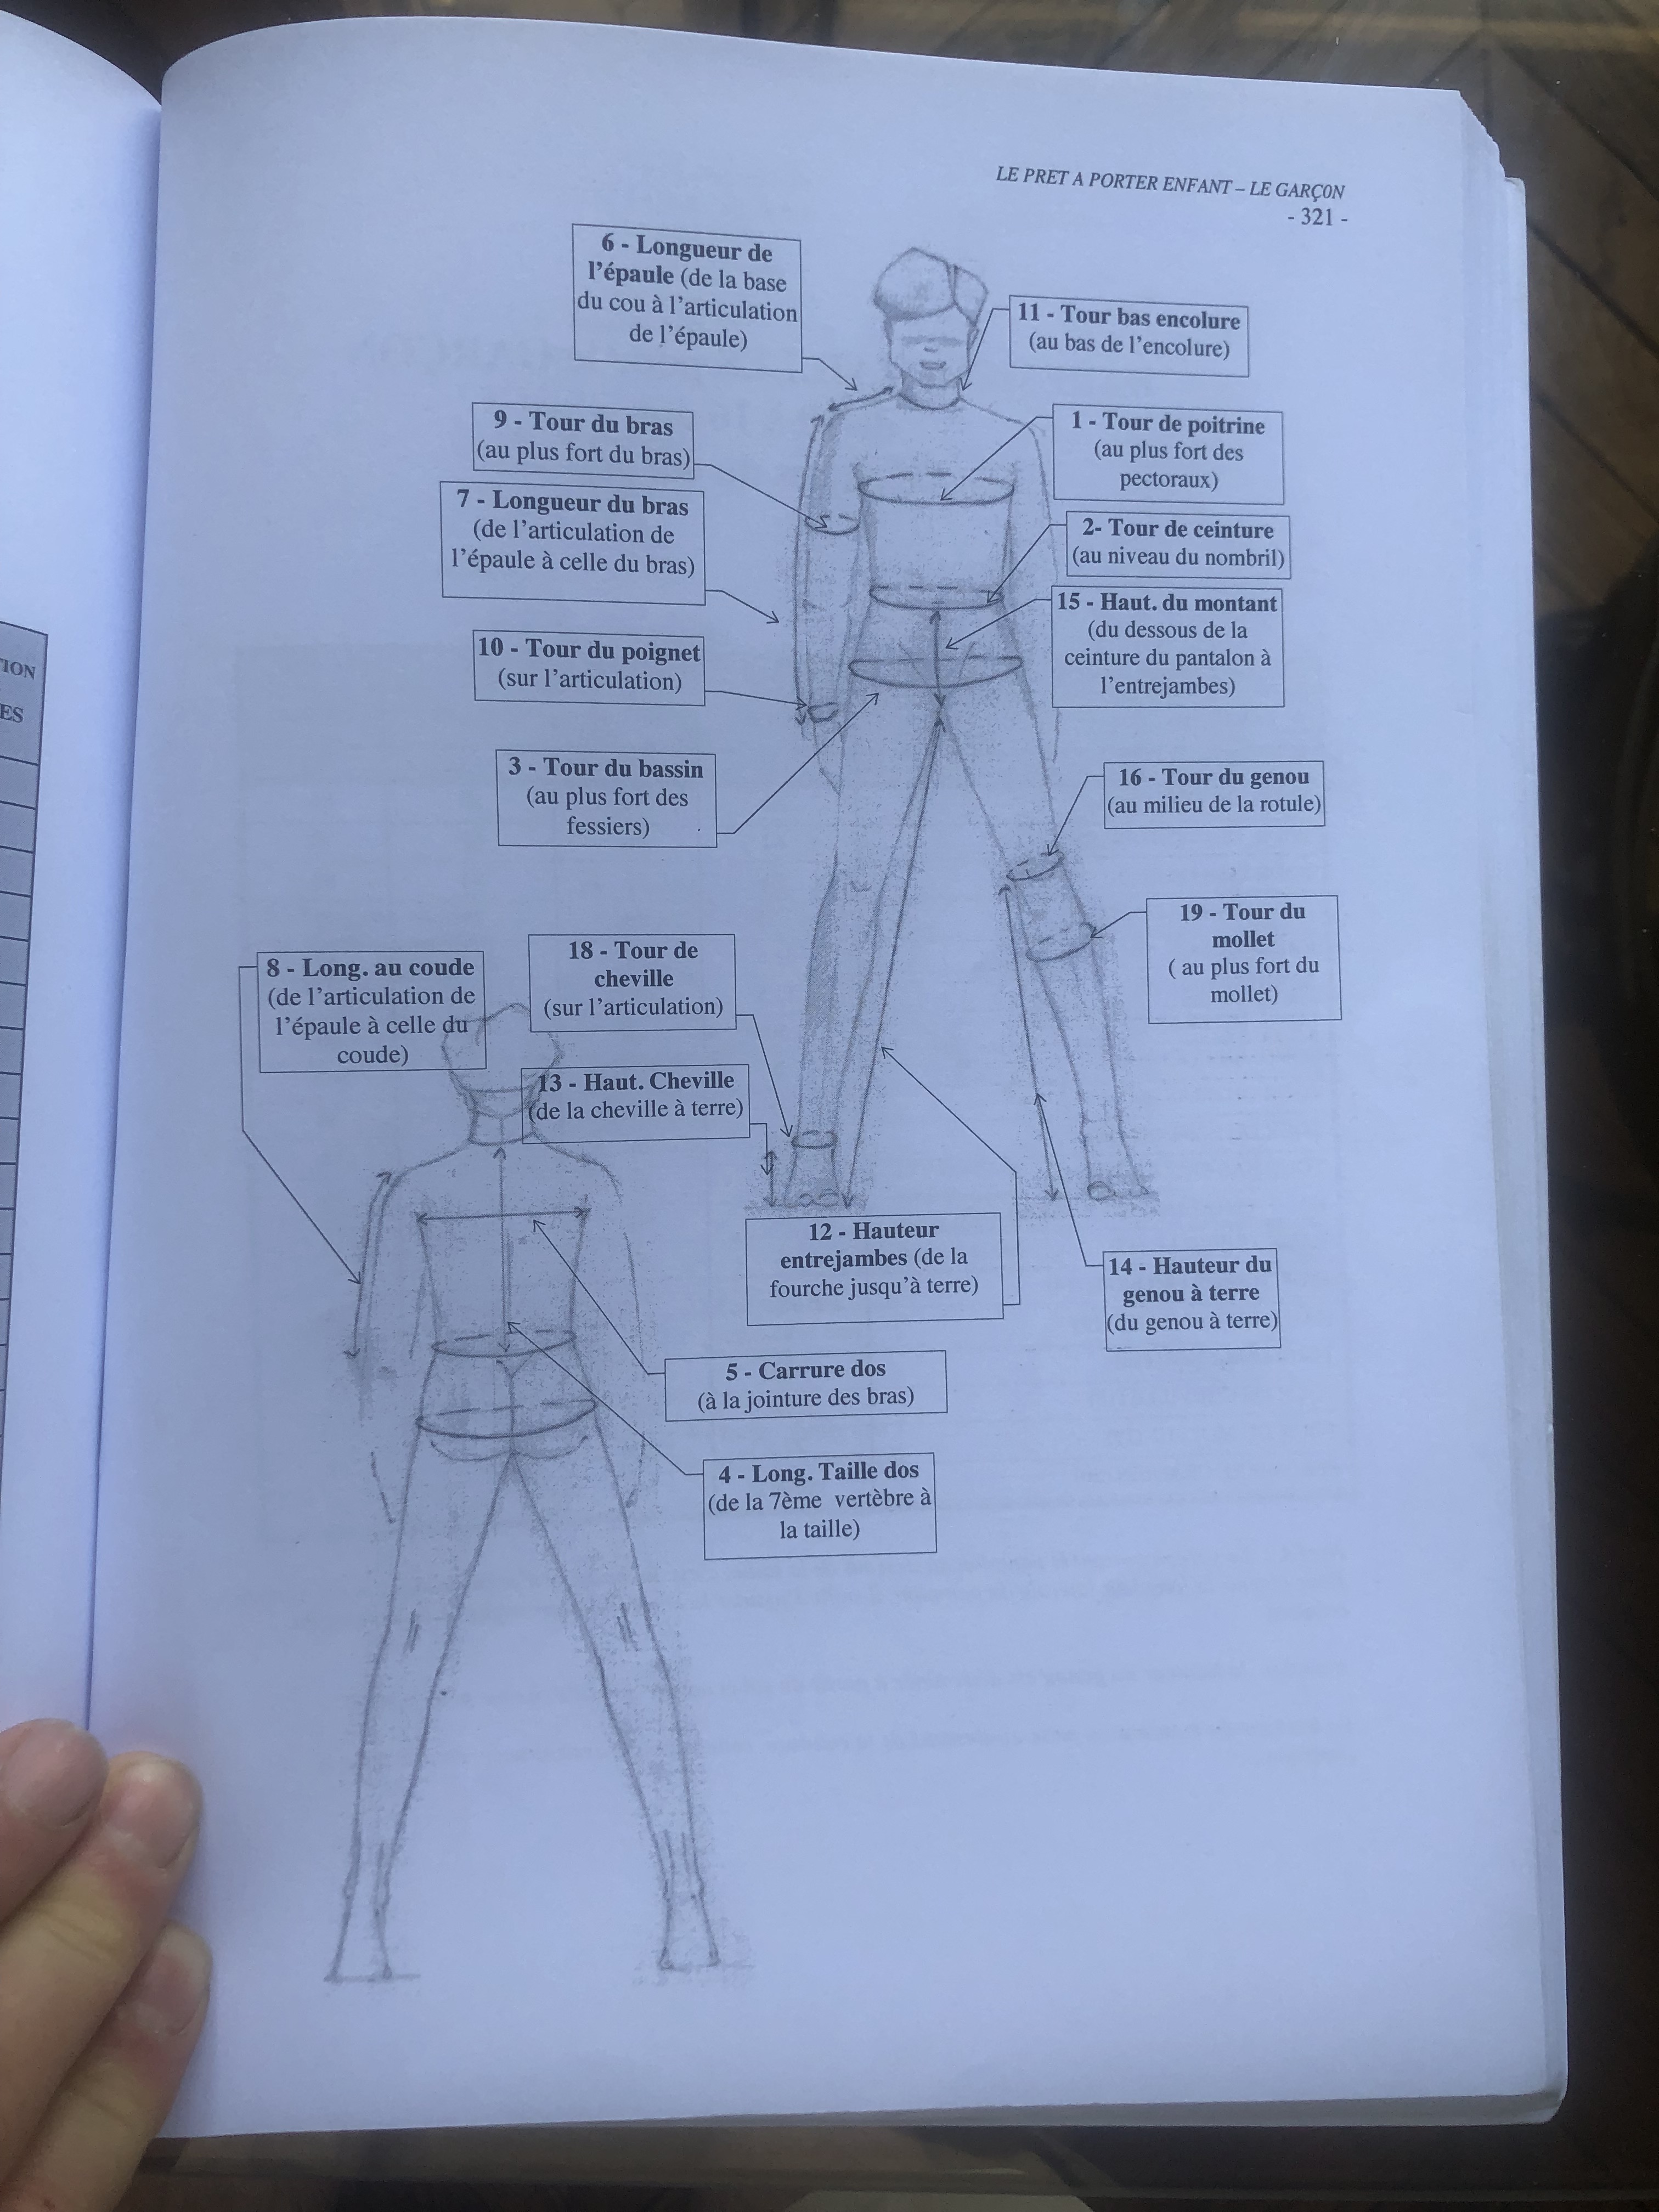 LE PRET A PORTER ENFANT – LE GARÇON
- 321 -
6 - Longueur de
l'épaule (de la base
du cou à l'articulation
de l'épaule)
11 - Tour bas encolure
(au bas de l'encolure)
9 - Tour du bras
(au plus fort du bras)
1 - Tour de poitrine
(au plus fort des
pectoraux)
7 - Longueur du bras
(de l'articulation de
l'épaule à celle du bras)
2- Tour de ceinture
(au niveau du nombril)
15 - Haut. du montant
(du dessous de la
ceinture du pantalon à
l'entrejambes)
10 - Tour du poignet
(sur l'articulation)
3 - Tour du bassin
(au plus fort des
fessiers)
16 - Tour du genou
(au milieu de la rotule)
19 - Tour du
mollet
( au plus fort du
mollet)
18 - Tour de
cheville
(sur l'articulation)
8 - Long. au coude
(de l'articulation de
l'épaule à celle du
coude)
13 - Haut. Cheville
(de la cheville à terre)
12 - Hauteur
entrejambes (de la
fourche jusqu'à terre)
14 - Hauteur du
genou à terre
(du genou à terre)
5 - Carrure dos
(à la jointure des bras)
4 - Long. Taille dos
(de la 7ème vertèbre à
la taille)
TION
ES